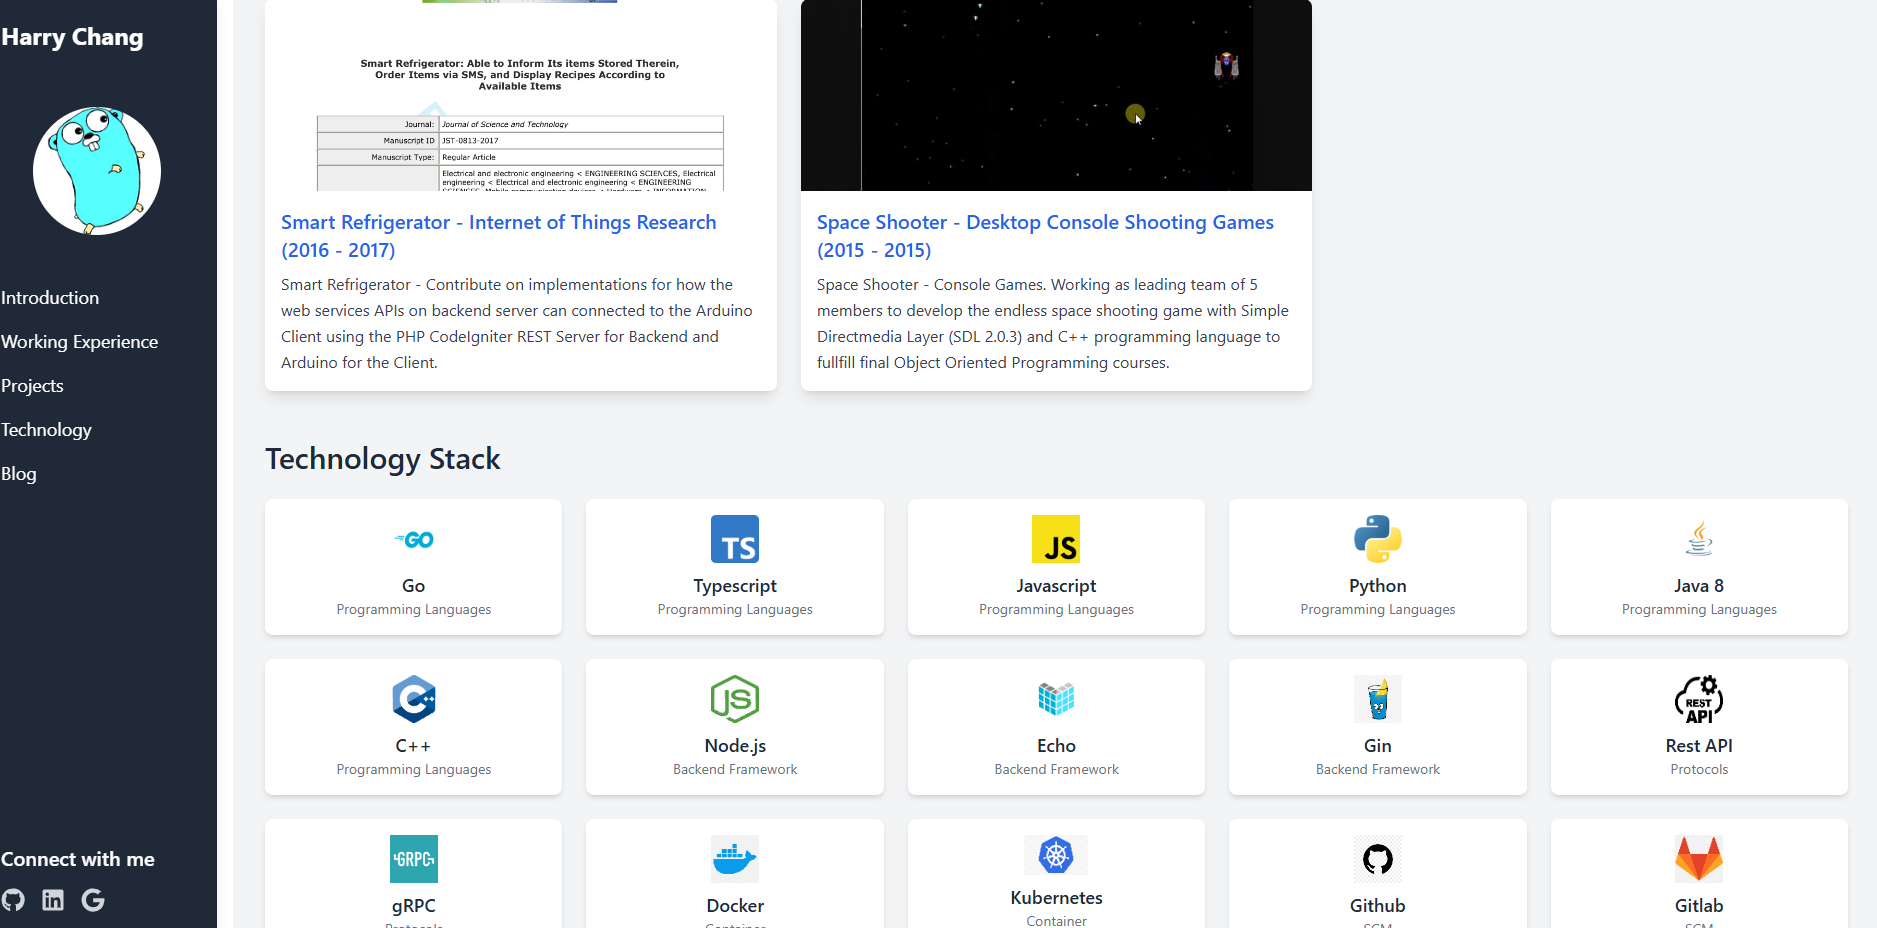 Harry Chang
Introduction
Working Experience
Projects
Technology
Blog
Connect with me
Smart Refrigerator: Able to Inform Its items Stored Therein,
Order Items via SMS, and Display Recipes According to
Available Items
Journal: Journal of Science and Technology
Manuscript ID JST-0813-2017
Manuscript Type: Regular Article
Electrical and electronic engineering < ENGINEERING SCIENCES, Electrical
engineering < Electrical and electronic engineering < ENGINEERING
Smart Refrigerator - Internet of Things Research
(2016 - 2017)
Smart Refrigerator - Contribute on implementations for how the
web services APIs on backend server can connected to the Arduino
Client using the PHP CodeIgniter REST Server for Backend and
Arduino for the Client.
Space Shooter - Desktop Console Shooting Games
(2015 - 2015)
Space Shooter - Console Games. Working as leading team of 5
members to develop the endless space shooting game with Simple
Directmedia Layer (SDL 2.0.3) and C++ programming language to
fullfill final Object Oriented Programming courses.
Technology Stack
GO
Go
Programming Languages
TS
Typescript
Programming Languages
JS
Javascript
Programming Languages
Python
Programming Languages
Java 8
Programming Languages
C++
C++
Programming Languages
JS
Node.js
Backend Framework
Echo
Backend Framework
Gin
Backend Framework
REST
API
Rest API
Protocols
GRPC
gRPC
Protocols
Docker
Container
Kubernetes
Container
Github
SCM
Gitlab
SCM